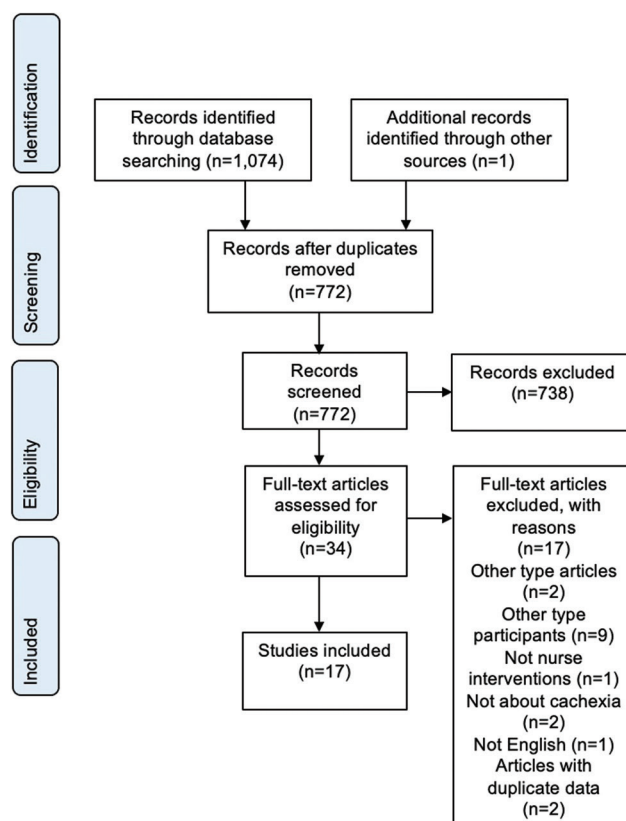 Identification
Records identified
through database
searching (n=1,074)
Additional records
identified through other
sources (n=1)
Screening
Records after duplicates
removed
(n=772)
Records
screened
(n=772)
Records excluded
(n=738)
Eligibility
Full-text articles
assessed for
eligibility
(n=34)
Full-text articles
excluded, with
reasons
(n=17)
Other type articles
(n=2)
Other type
participants (n=9)
Not nurse
interventions (n=1)
Not about cachexia
(n=2)
Not English (n=1)
Articles with
duplicate data
(n=2)
Included
Studies included
(n=17)